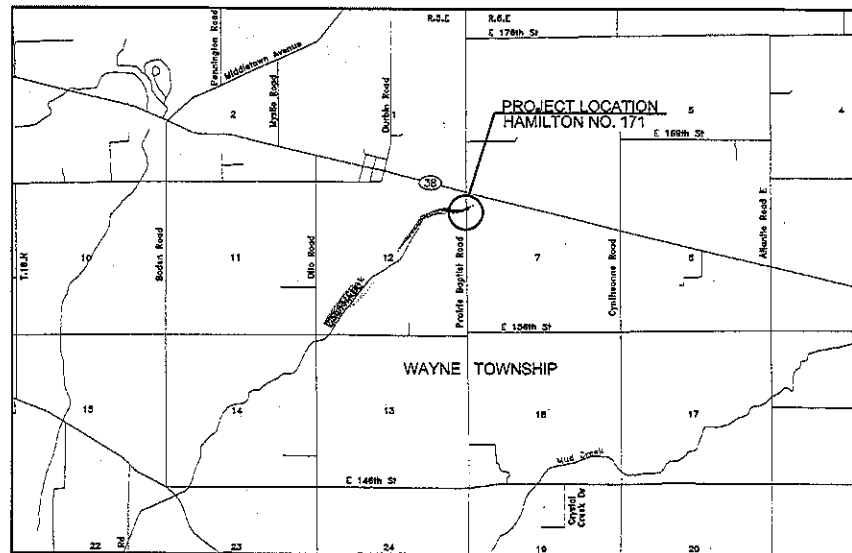 R.5.E
R.6.E
E 176th St
Pennington Road
Middletown Avenue
2
Mystic Road
Durbin Road
1
5
4
PROJECT LOCATION
HAMILTON NO. 171
E 169th St
38
T.18.N
10
Boden Road
11
Olio Road
12
Prairie Baptist Road
7
Cyntheanne Road
6
Atlantic Road E
E 156th St
WAYNE TOWNSHIP
15
14
13
18
17
Mud Creek
E 146th St
Crystal
Creek Dr
22
Rd
23
24
19
20